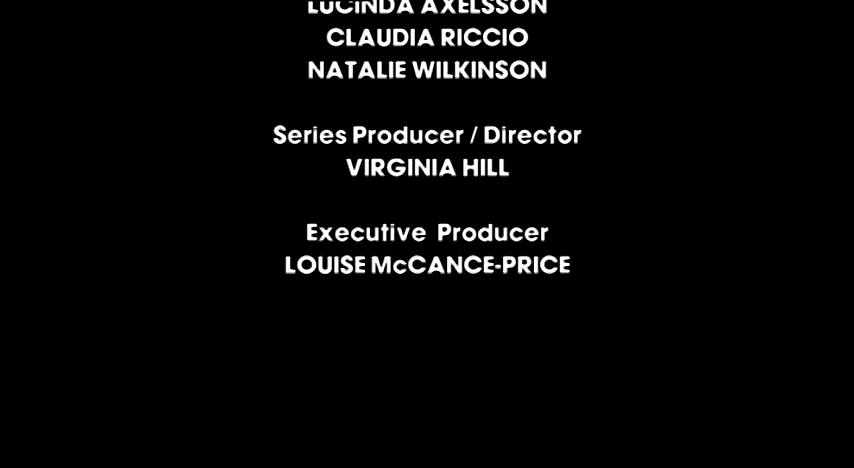 LUCINDA AXELSSON
CLAUDIA RICCIO
NATALIE WILKINSON
Series Producer / Director
VIRGINIA HILL
Executive Producer
LOUISE McCANCE-PRICE